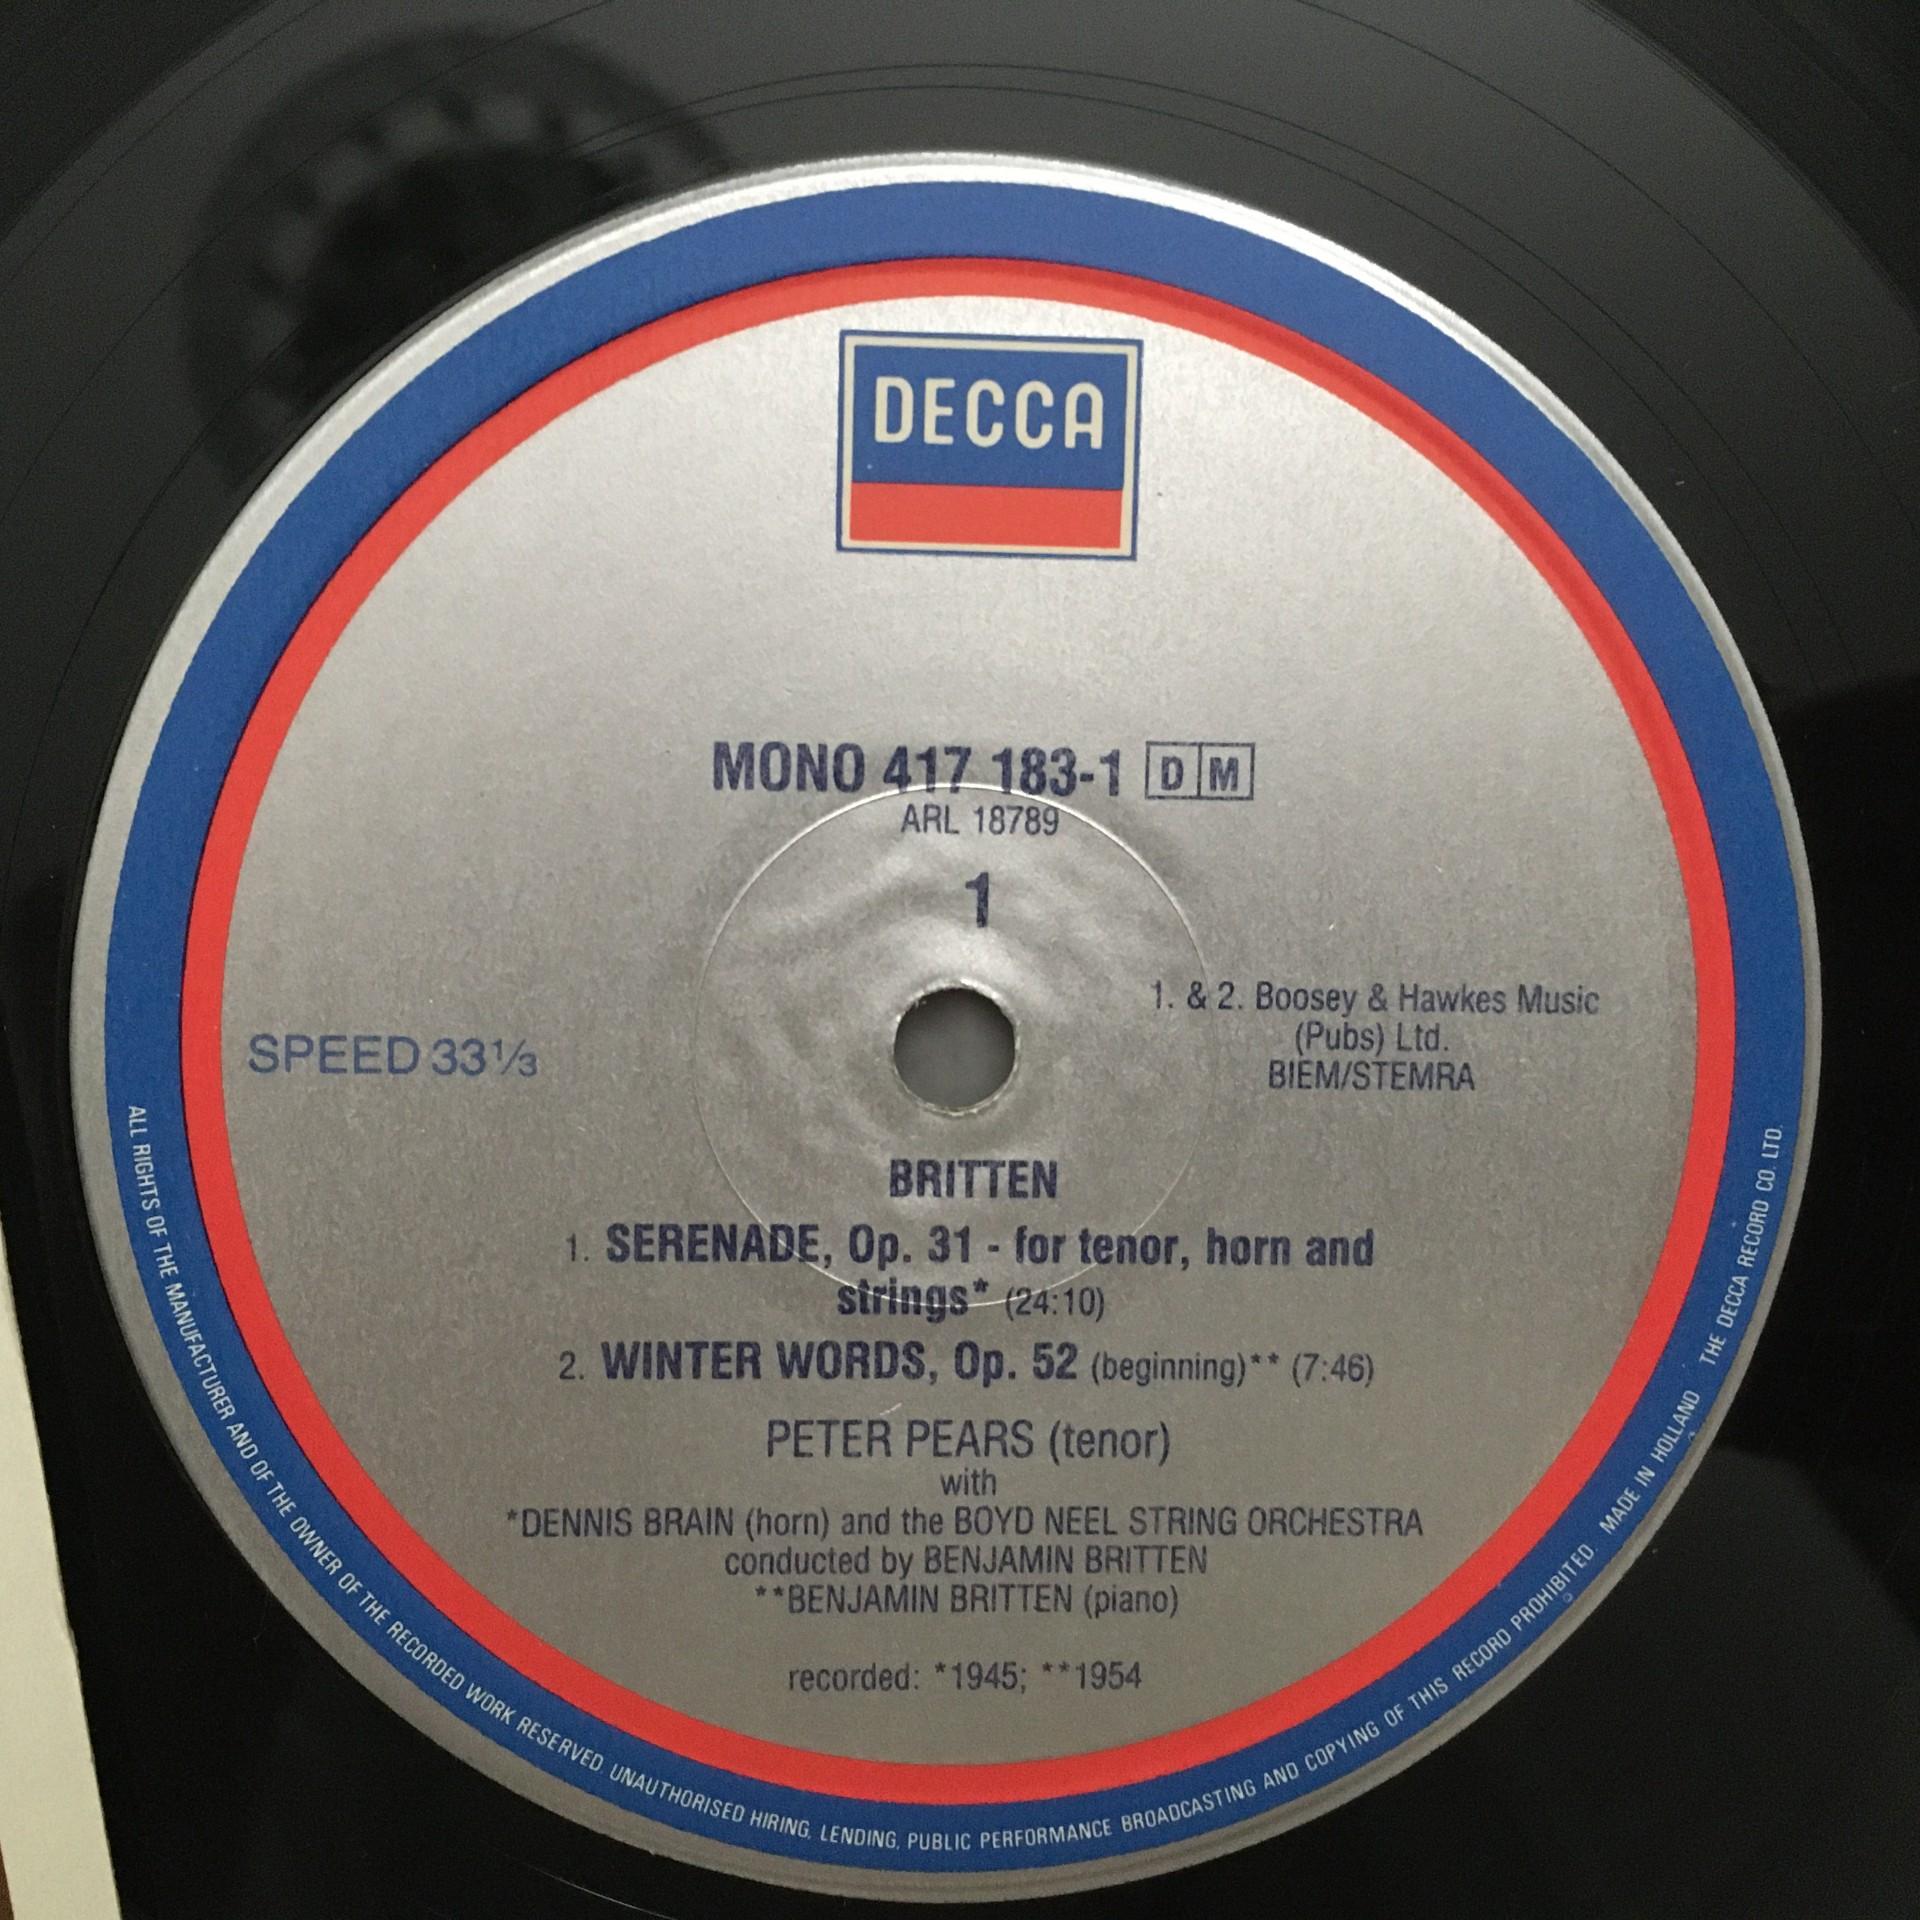 DECCA
MONO 417 183-1 D M
ARL 18789
1
SPEED 33⅓
1. & 2. Boosey & Hawkes Music
(Pubs) Ltd.
BIEM/STEMRA
BRITTEN
1. SERENADE, Op. 31 - for tenor, horn and
strings* (24:10)
2. WINTER WORDS, Op. 52 (beginning)** (7:46)
PETER PEARS (tenor)
with
*DENNIS BRAIN (horn) and the BOYD NEEL STRING ORCHESTRA
conducted by BENJAMIN BRITTEN
**BENJAMIN BRITTEN (piano)
recorded: *1945; **1954
ALL RIGHTS OF THE MANUFACTURER AND OF THE OWNER OF THE RECORDED WORK RESERVED. UNAUTHORISED HIRING, LENDING, PUBLIC PERFORMANCE BROADCASTING AND COPYING OF THIS RECORD PROHIBITED. MADE IN HOLLAND THE DECCA RECORD CO. LTD.